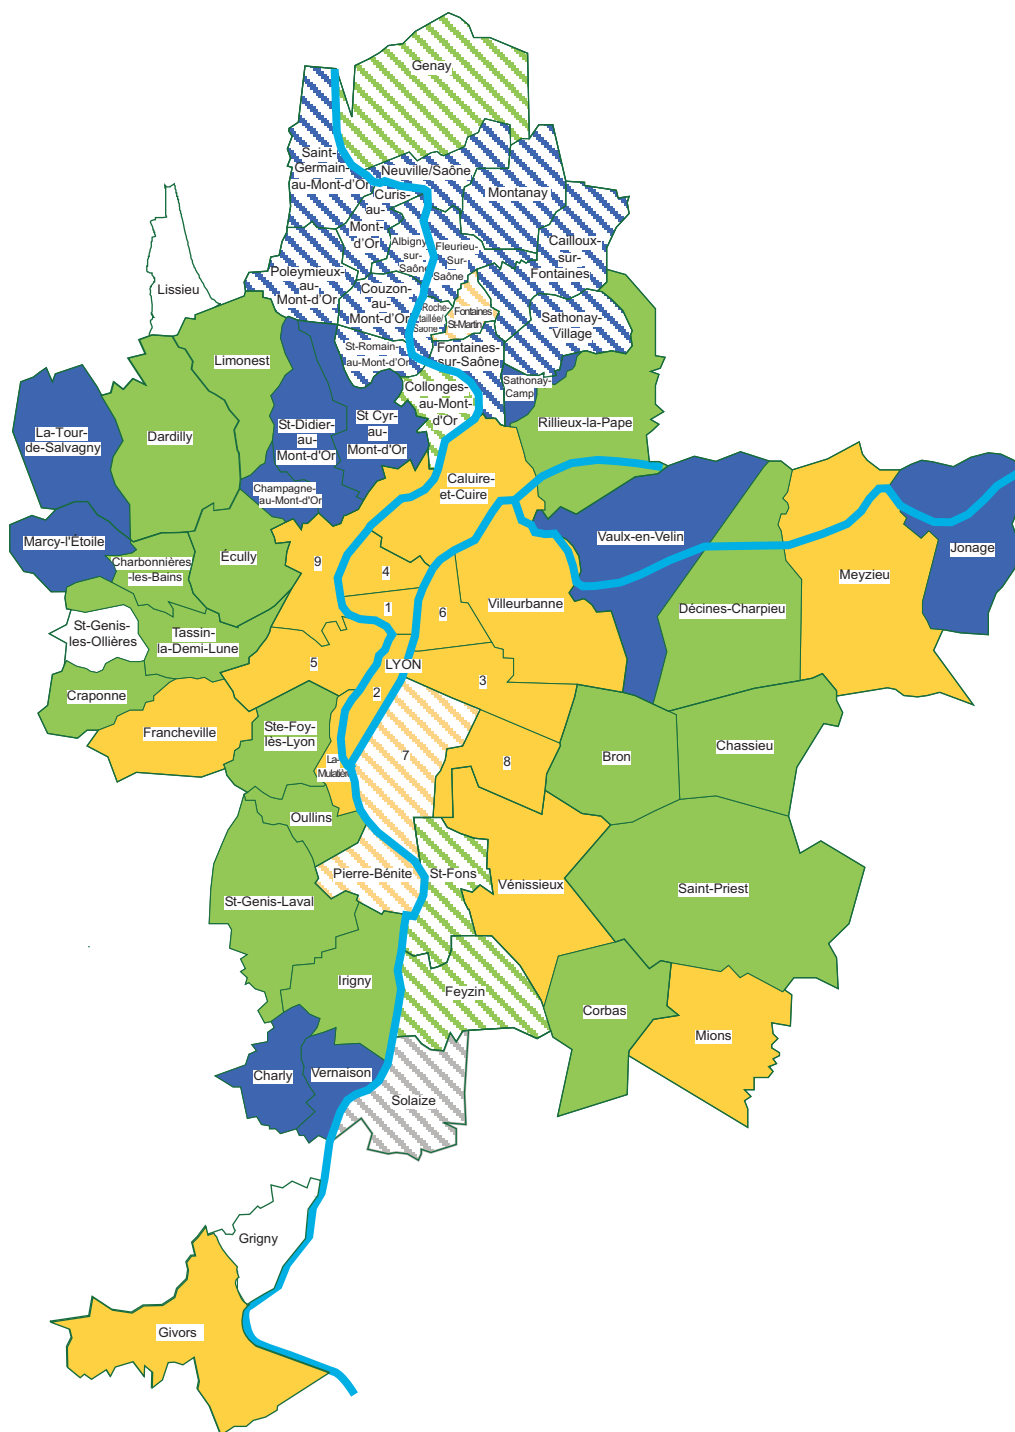 Genay
Saint-
Germain-
au-Mont-d'Or
Neuville/Saône
Curis-
au-
Mont-
d'Or
Montanay
Albigny
sur-
Saône
Fleurieu-
Sur-
Saône
Cailloux-
sur-
Fontaines
Poleymieux-
au-
Mont-d'Or
Lissieu
Couzon-
au-
Mont-d'Or
Roche-
taillée/
Saone
Fontaines
St-Martin
Sathonay-
Village
St-Romain-
au-Mont-d'Or
Fontaines-
sur-Saône
Limonest
Collonges-
au-Mont-
d'Or
Sathonay-
Camp
Rillieux-la-Pape
La-Tour-
de-Salvagny
Dardilly
St-Didier-
au-
Mont-d'Or
St Cyr-
au-
Mont-d'Or
Champagne-
au-Mont-d'Or
Caluire-
et-Cuire
Marcy-l'Étoile
Charbonnières
-les-Bains
Écully
9
4
Vaulx-en-Velin
Jonage
Meyzieu
1
6
Villeurbanne
Décines-Charpieu
St-Genis-
les-Ollières
Tassin-
la-Demi-Lune
5
LYON
3
Craponne
2
Francheville
Ste-Foy-
lès-Lyon
La-
Mulatière
7
8
Bron
Chassieu
Oullins
Pierre-Bénite
St-Fons
Vénissieux
Saint-Priest
St-Genis-Laval
Irigny
Feyzin
Corbas
Mions
Charly
Vernaison
Solaize
Grigny
Givors